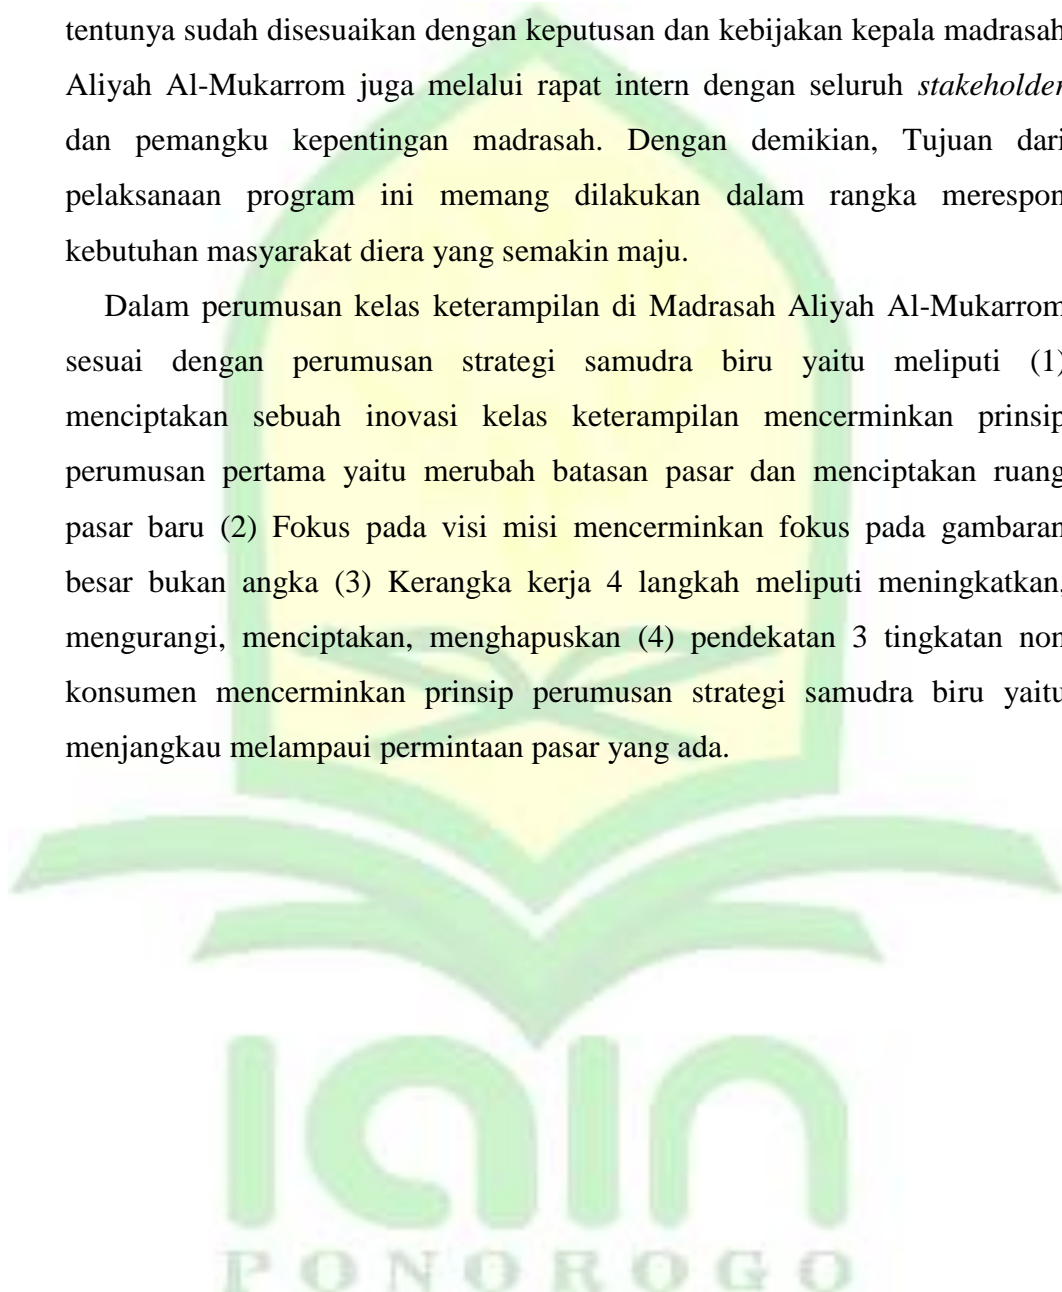 tentunya sudah disesuaikan dengan keputusan dan kebijakan kepala madrasah
Aliyah Al-Mukarrom juga melalui rapat intern dengan seluruh stakeholder
dan pemangku kepentingan madrasah. Dengan demikian, Tujuan dari
pelaksanaan program ini memang dilakukan dalam rangka merespon
kebutuhan masyarakat diera yang semakin maju.
Dalam perumusan kelas keterampilan di Madrasah Aliyah Al-Mukarrom
sesuai dengan perumusan strategi samudra biru yaitu meliputi (1)
menciptakan sebuah inovasi kelas keterampilan mencerminkan prinsip
perumusan pertama yaitu merubah batasan pasar dan menciptakan ruang
pasar baru (2) Fokus pada visi misi mencerminkan fokus pada gambaran
besar bukan angka (3) Kerangka kerja 4 langkah meliputi meningkatkan,
mengurangi, menciptakan, menghapuskan (4) pendekatan 3 tingkatan non
konsumen mencerminkan prinsip perumusan strategi samudra biru yaitu
menjangkau melampaui permintaan pasar yang ada.
iain
PONOROGO